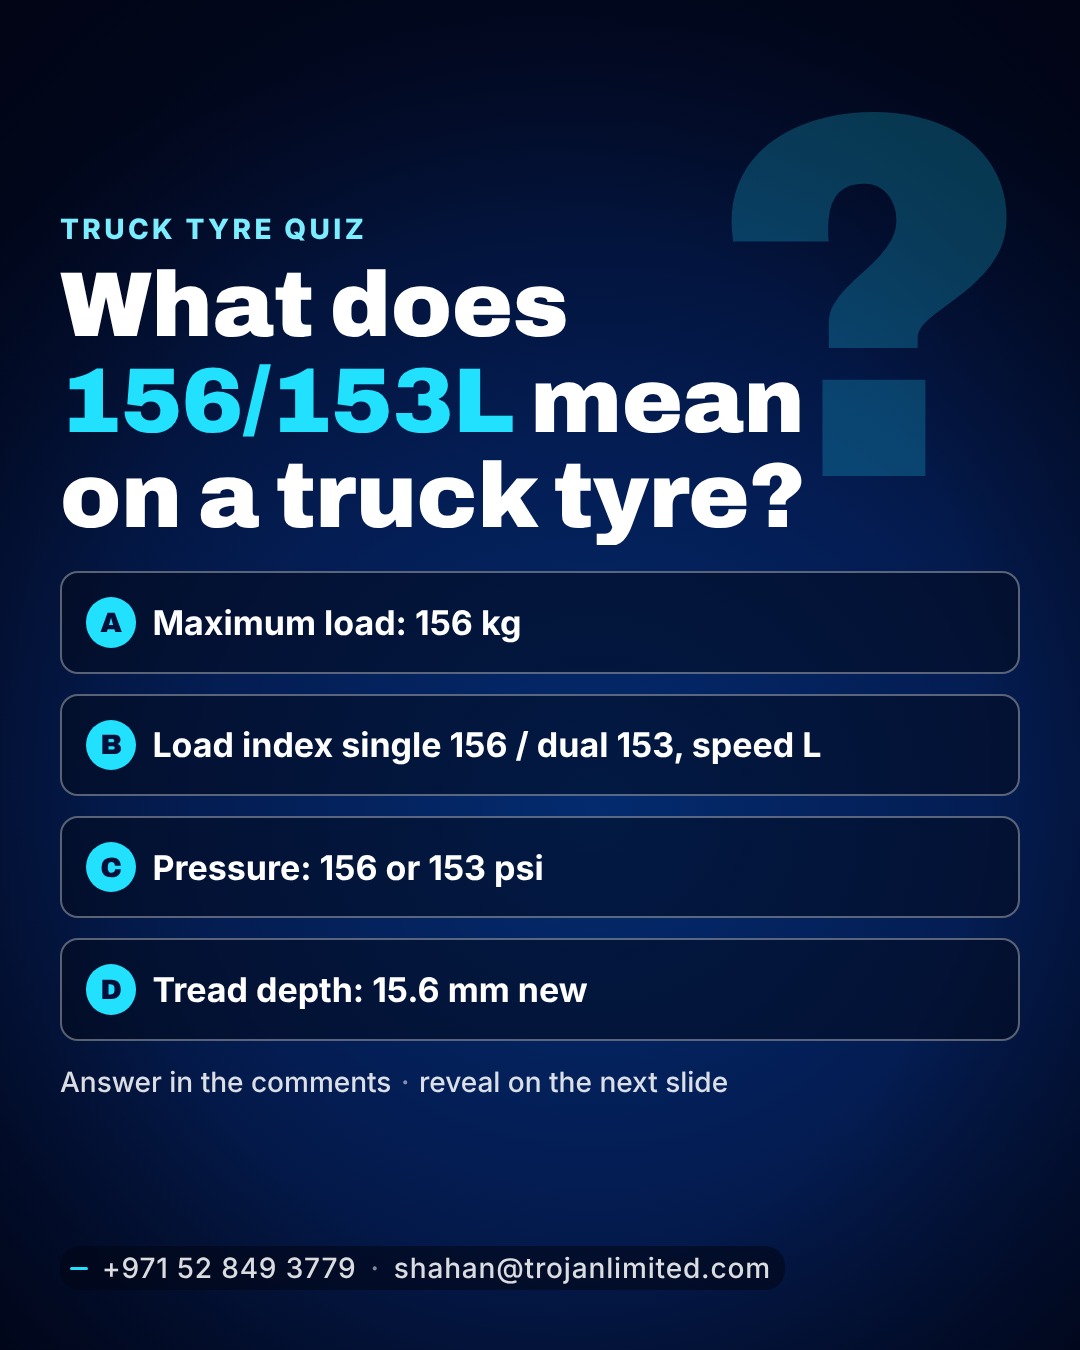 TRUCK TYRE QUIZ
What does
156/153L mean
on a truck tyre?
?
A Maximum load: 156 kg
B Load index single 156 / dual 153, speed L
C Pressure: 156 or 153 psi
D Tread depth: 15.6 mm new
Answer in the comments · reveal on the next slide
+971 52 849 3779 · shahan@trojanlimited.com